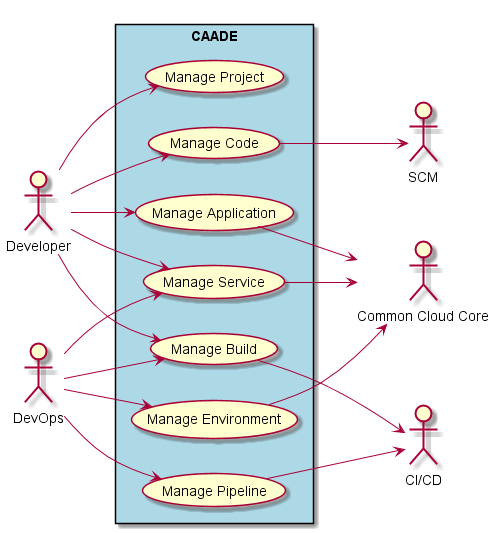 CAADE
Manage Project
Manage Code
SCM
Manage Application
Developer
Manage Service
Common Cloud Core
Manage Build
DevOps
Manage Environment
Manage Pipeline
CI/CD